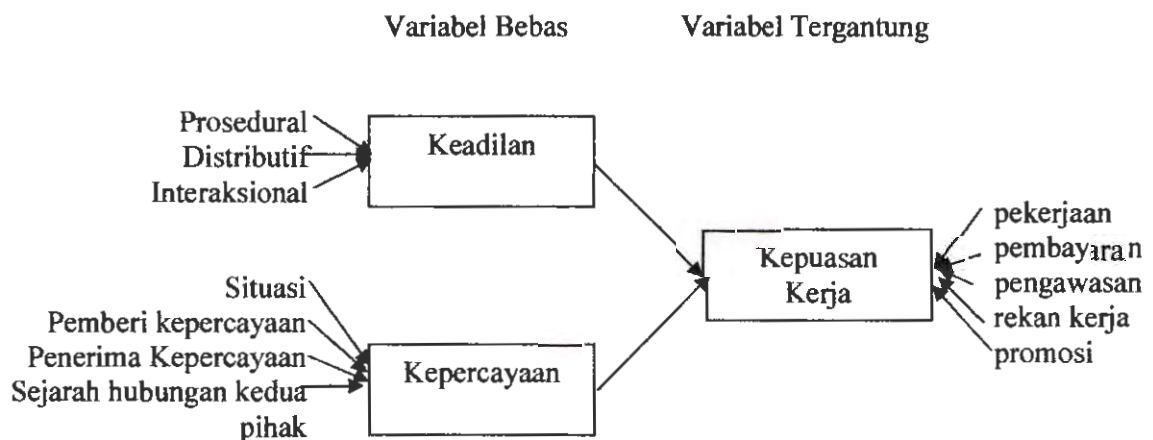 Variabel Bebas
Variabel Tergantung
Prosedural
Distributif
Interaksional
Keadilan
Situasi
Pemberi kepercayaan
Penerima Kepercayaan
Sejarah hubungan kedua
pihak
Kepercayaan
Kepuasan
Kerja
pekerjaan
pembayaran
pengawasan
rekan kerja
promosi